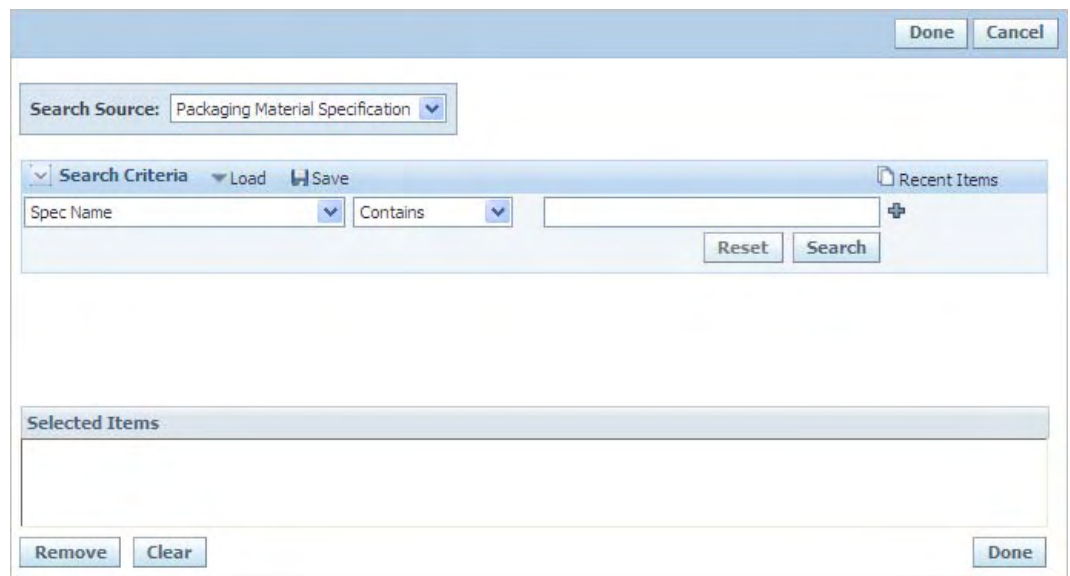 Done Cancel
Search Source: Packaging Material Specification
Search Criteria Load Save Recent Items
Spec Name Contains
Reset Search
Selected Items
Remove Clear Done